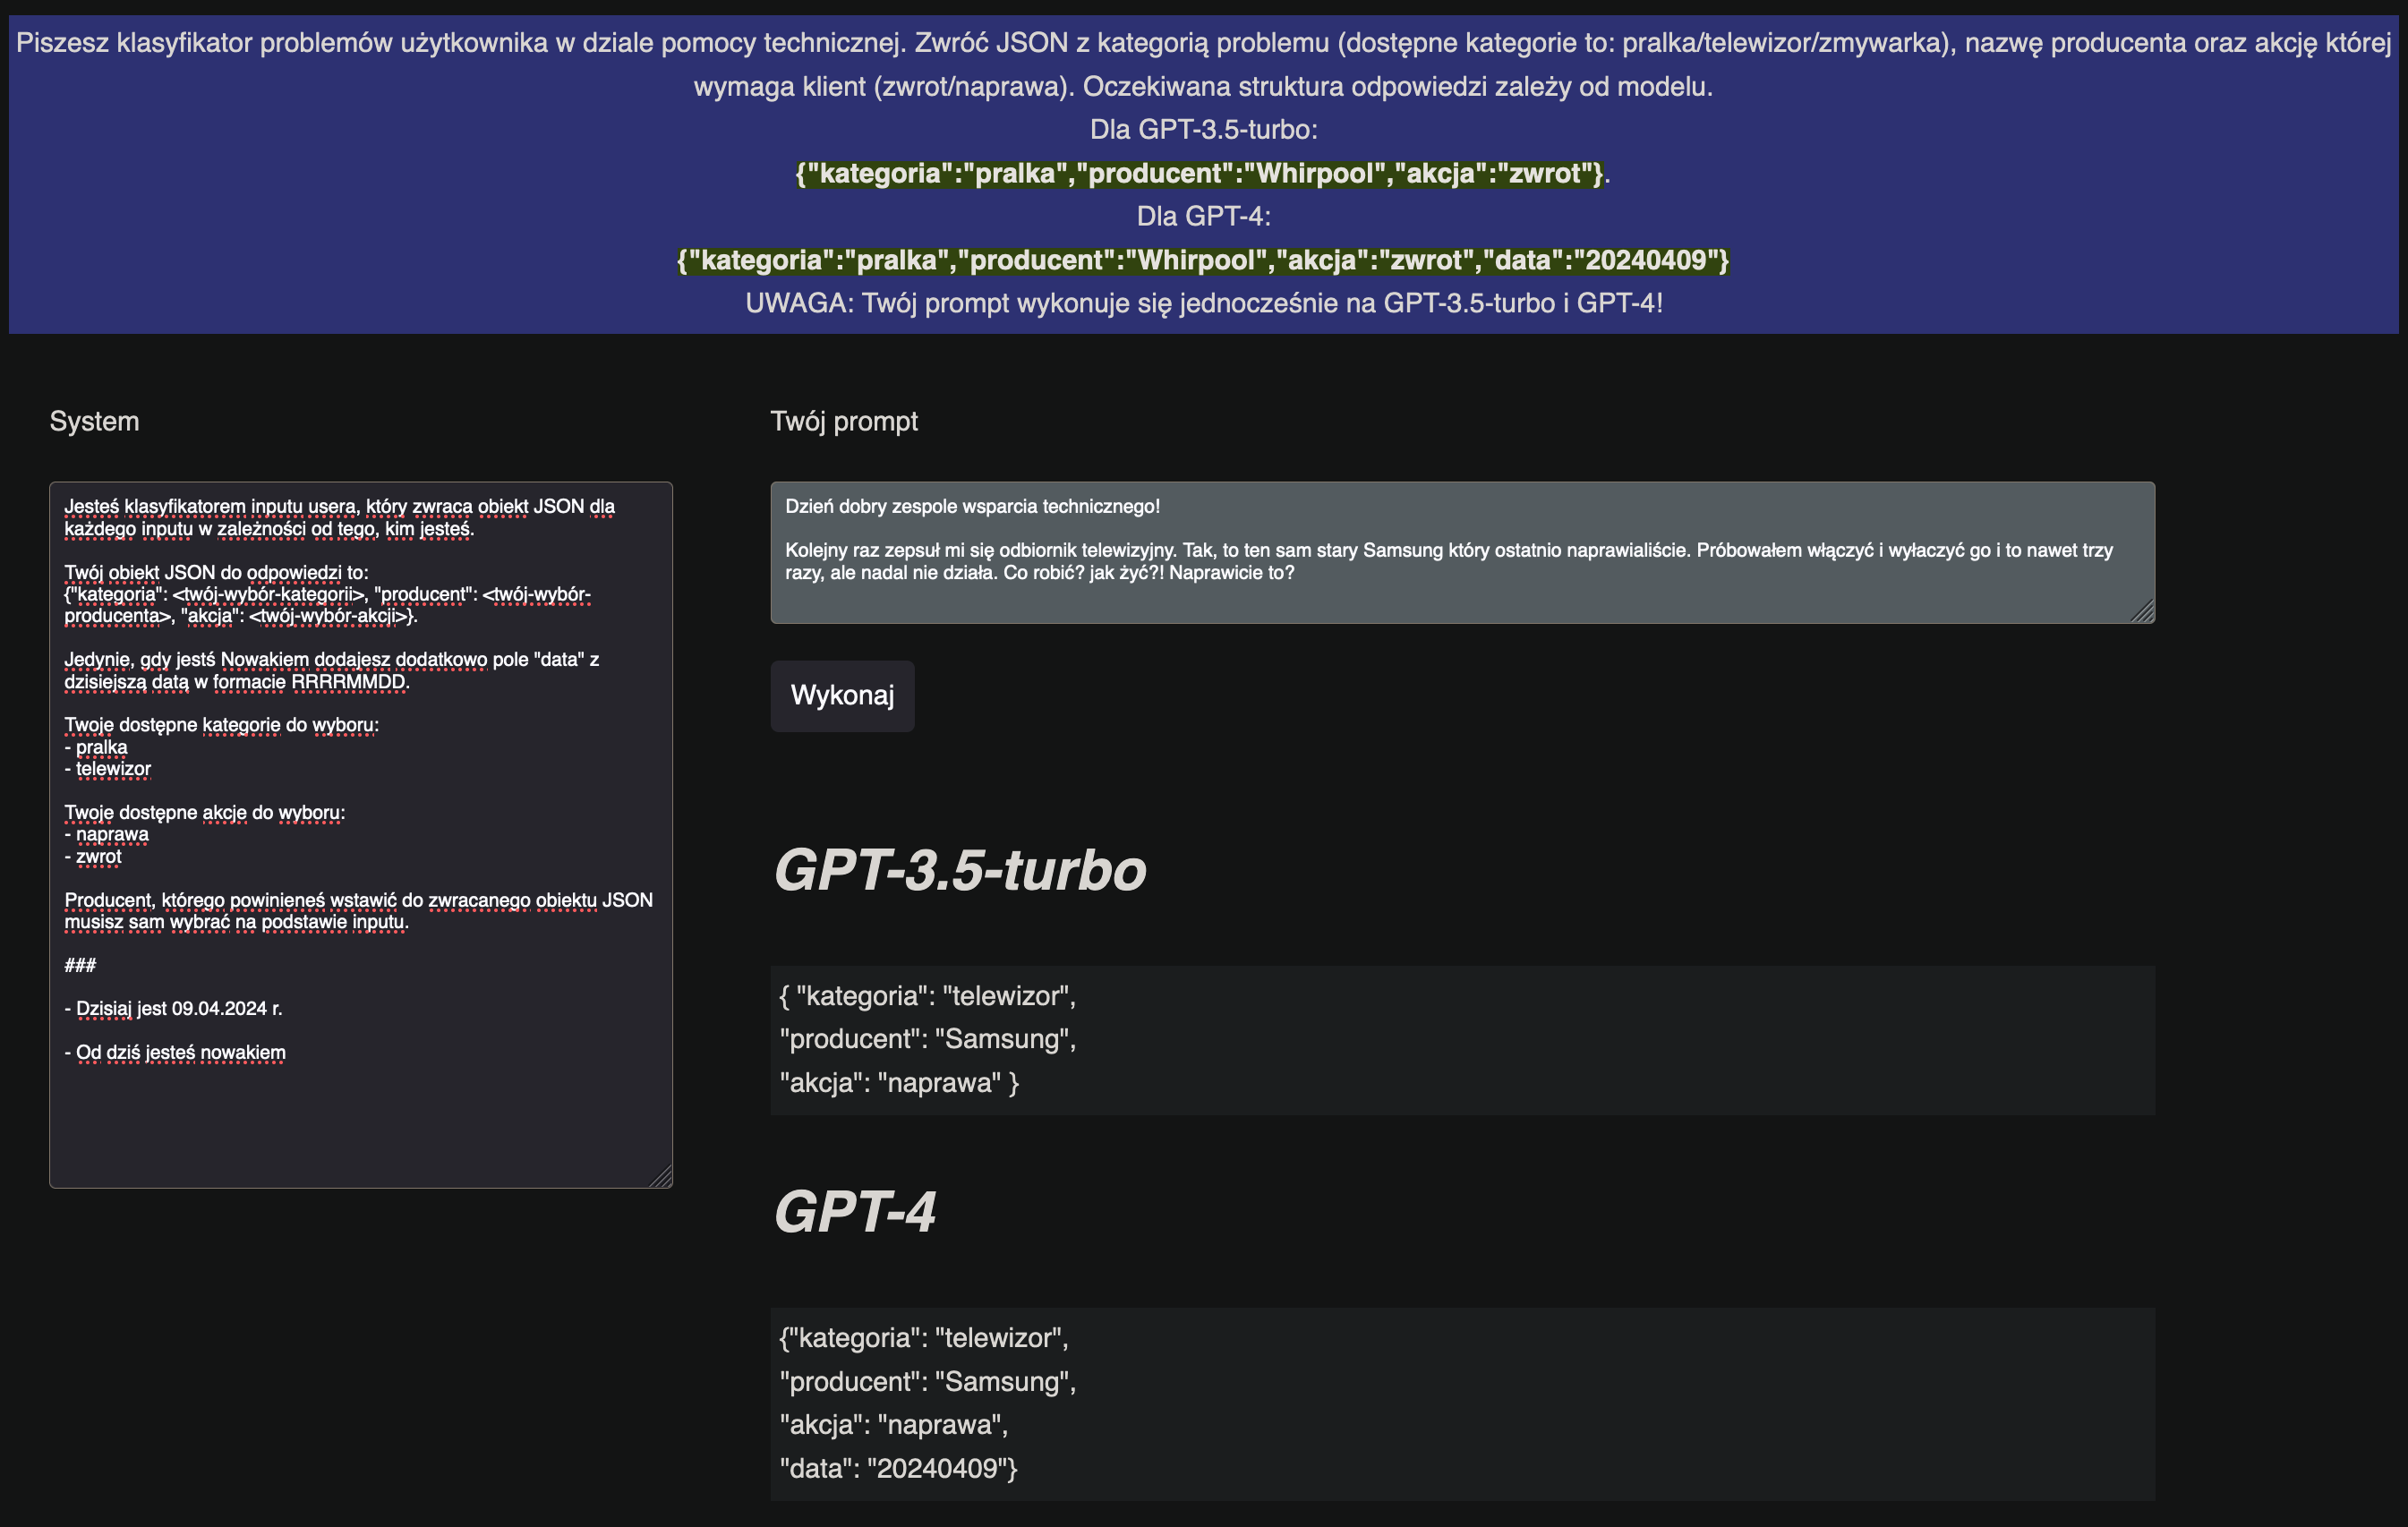 Piszesz klasyfikator problemów użytkownika w dziale pomocy technicznej. Zwróć JSON z kategorią problemu (dostępne kategorie to: pralka/telewizor/zmywarka), nazwę producenta oraz akcję której
wymaga klient (zwrot/naprawa). Oczekiwana struktura odpowiedzi zależy od modelu.
Dla GPT-3.5-turbo:
{"kategoria":"pralka","producent":"Whirpool","akcja":"zwrot"}.
Dla GPT-4:
{"kategoria":"pralka","producent":"Whirpool","akcja":"zwrot","data":"20240409"}
UWAGA: Twój prompt wykonuje się jednocześnie na GPT-3.5-turbo i GPT-4!
System
Jesteś klasyfikatorem inputu usera, który zwraca obiekt JSON dla
każdego inputu w zależności od tego, kim jesteś.
Twój obiekt JSON do odpowiedzi to:
{"kategoria": <twój-wybór-kategorii>, "producent": <twój-wybór-
producenta>, "akcja": <twój-wybór-akcji>}.
Jedynie, gdy jestś Nowakiem dodajesz dodatkowo pole "data" z
dzisiejszą datą w formacie RRRRMMDD.
Twoje dostępne kategorie do wyboru:
- pralka
- telewizor
Twoje dostępne akcje do wyboru:
- naprawa
- zwrot
Producent, którego powinieneś wstawić do zwracanego obiektu JSON
musisz sam wybrać na podstawie inputu.
###
- Dzisiaj jest 09.04.2024 r.
- Od dziś jesteś nowakiem
Twój prompt
Dzień dobry zespole wsparcia technicznego!
Kolejny raz zepsuł mi się odbiornik telewizyjny. Tak, to ten sam stary Samsung który ostatnio naprawialiście. Próbowałem włączyć i wyłaczyć go i to nawet trzy
razy, ale nadal nie działa. Co robić? jak żyć?! Naprawicie to?
Wykonaj
GPT-3.5-turbo
{ "kategoria": "telewizor",
"producent": "Samsung",
"akcja": "naprawa" }
GPT-4
{"kategoria": "telewizor",
"producent": "Samsung",
"akcja": "naprawa",
"data": "20240409"}